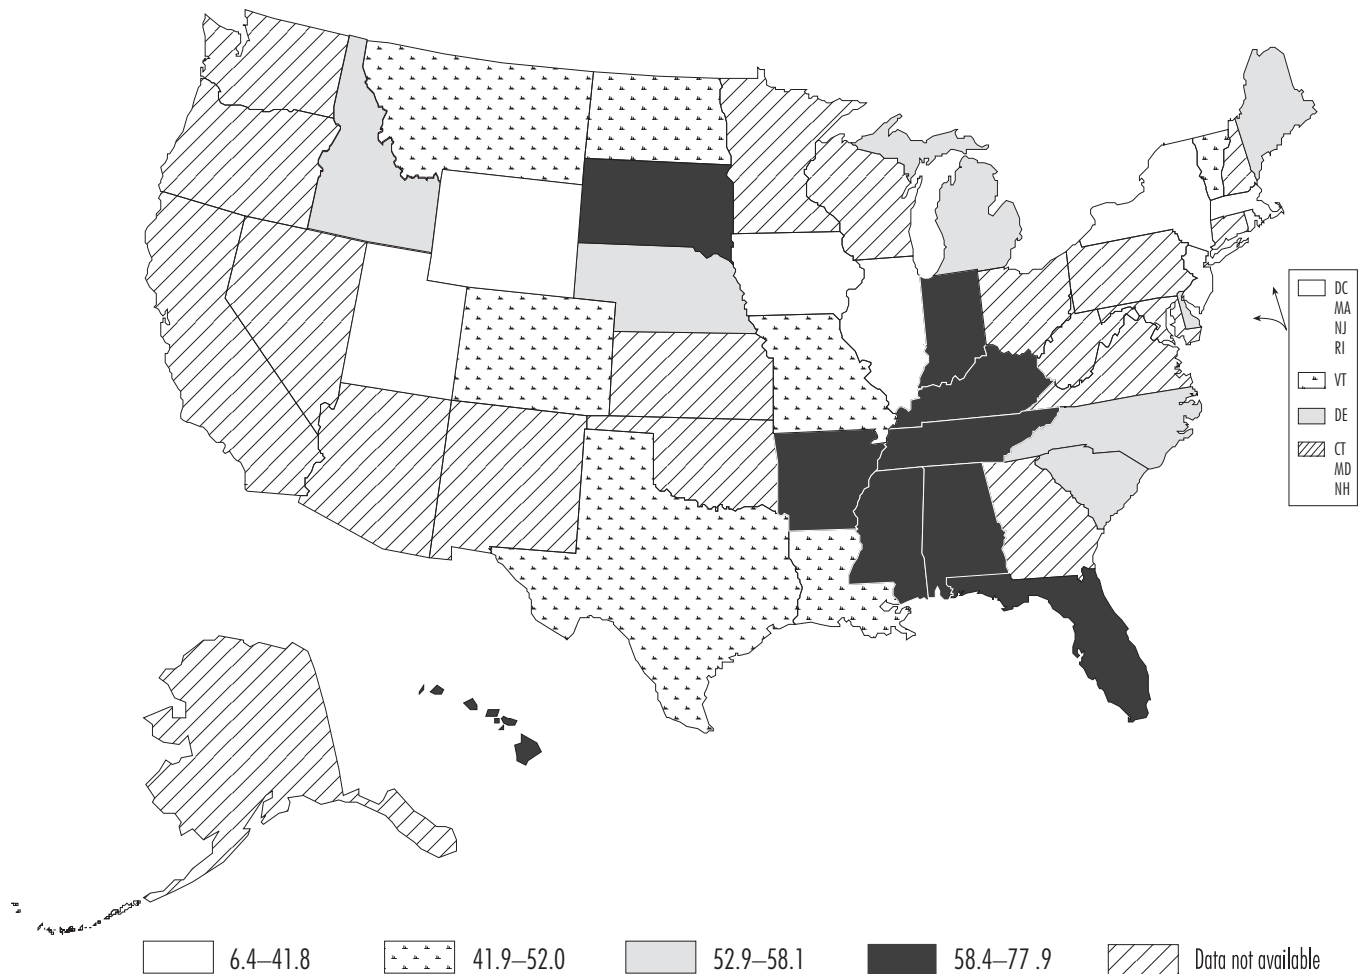 DC
MA
NJ
RI
VT
DE
CT
MD
NH
6.4–41.8
41.9–52.0
52.9–58.1
58.4–77 .9
Data not available